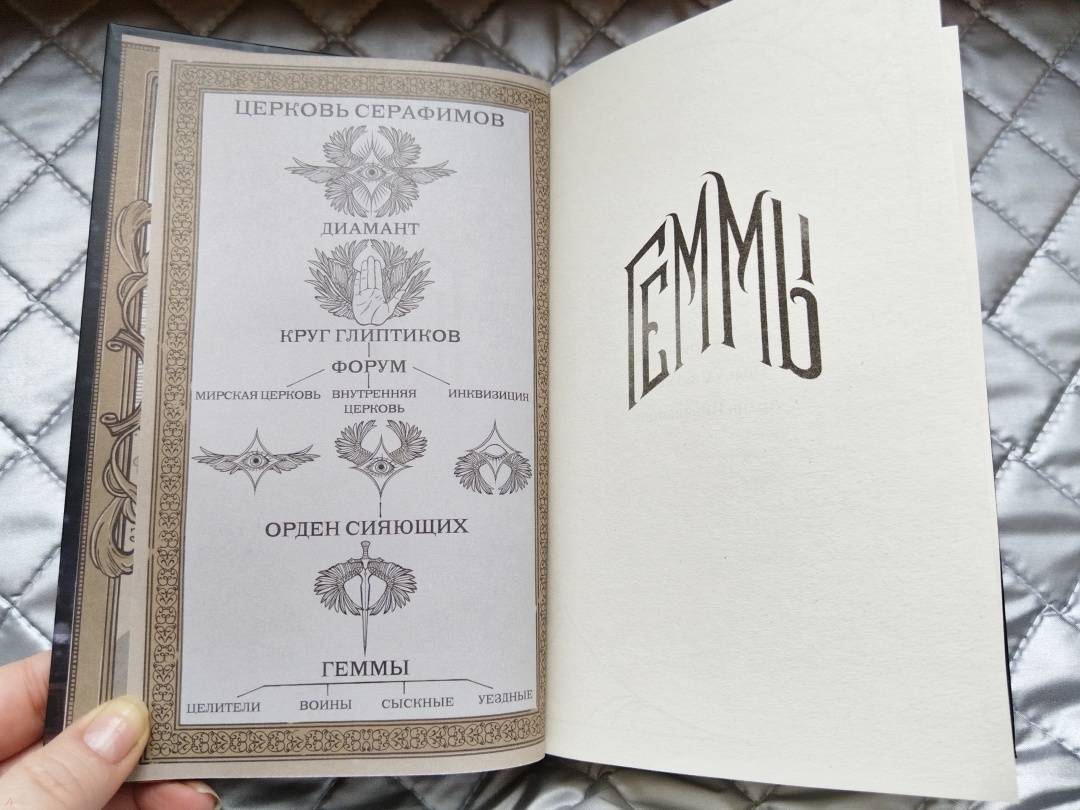 ЦЕРКОВЬ СЕРАФИМОВ
ДИАМАНТ
КРУГ ГЛИПТИКОВ
ФОРУМ
МИРСКАЯ ЦЕРКОВЬ
ВНУТРЕННЯЯ
ЦЕРКОВЬ
ИНКВИЗИЦИЯ
ОРДЕН СИЯЮЩИХ
ГЕММЫ
ЦЕЛИТЕЛИ ВОИНЫ СЫСКНЫЕ УЕЗДНЫЕ
ГЕММЫ